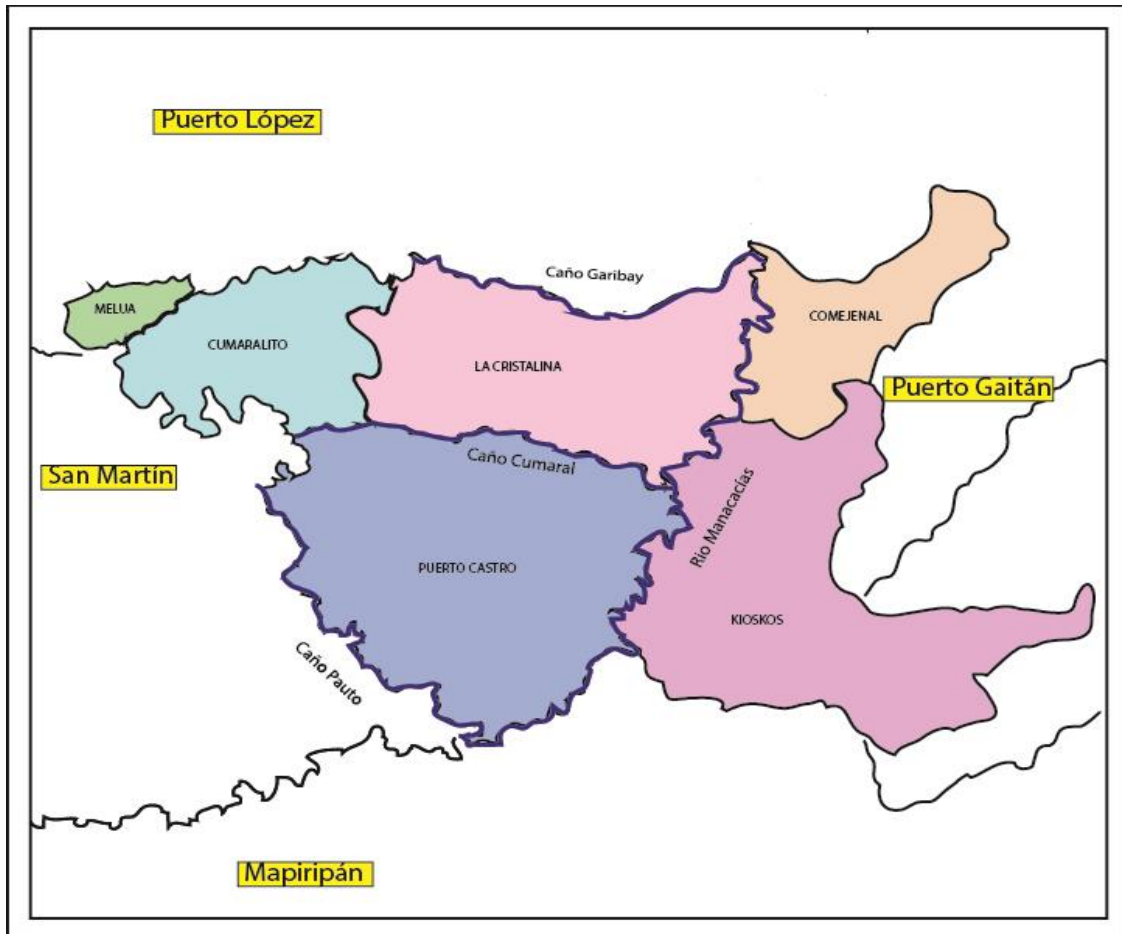 Puerto López
Caño Garibay
MELUA
COMEJENAL
CUMARALITO
LA CRISTALINA
Puerto Gaitán
Caño Cumaral
San Martín
Rio Manacacías
PUERTO CASTRO
KIOSKOS
Caño Pauto
Mapiripán